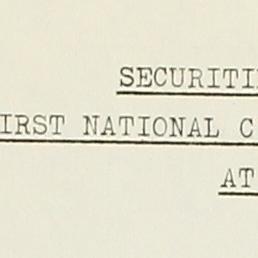 SECURITI
IRST NATIONAL C
AT